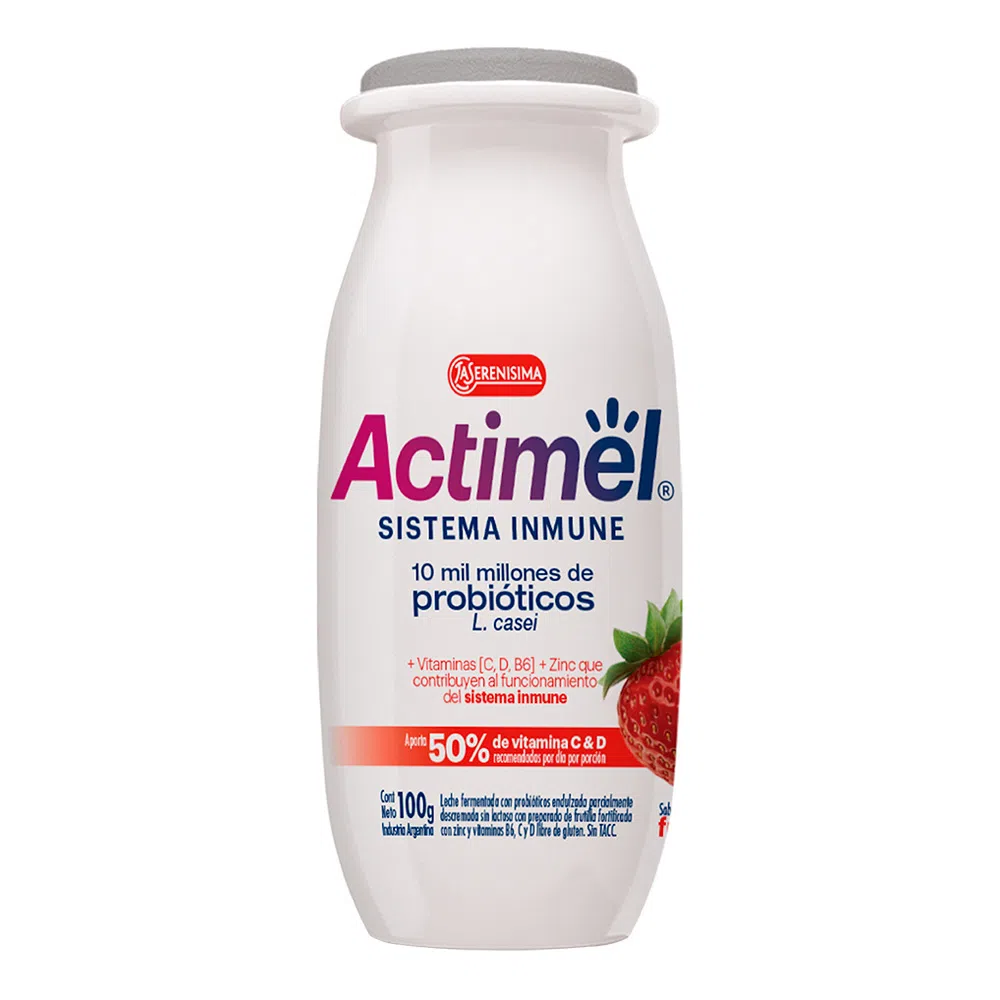 LA SERENISIMA
Actimel®
SISTEMA INMUNE
10 mil millones de
probióticos
L. casei
+ Vitaminas [C, D, B6] + Zinc que
contribuyen al funcionamiento
del sistema inmune
Aporta 50% de vitamina C & D
recomendadas por día por porción
Cont
Neto 100g
Industria Argentina
Leche fermentada con probióticos endulzada parcialmente
descremada sin lactosa con preparado de frutilla fortificada
con zinc y vitaminas B6, C y D libre de gluten. Sin TACC.